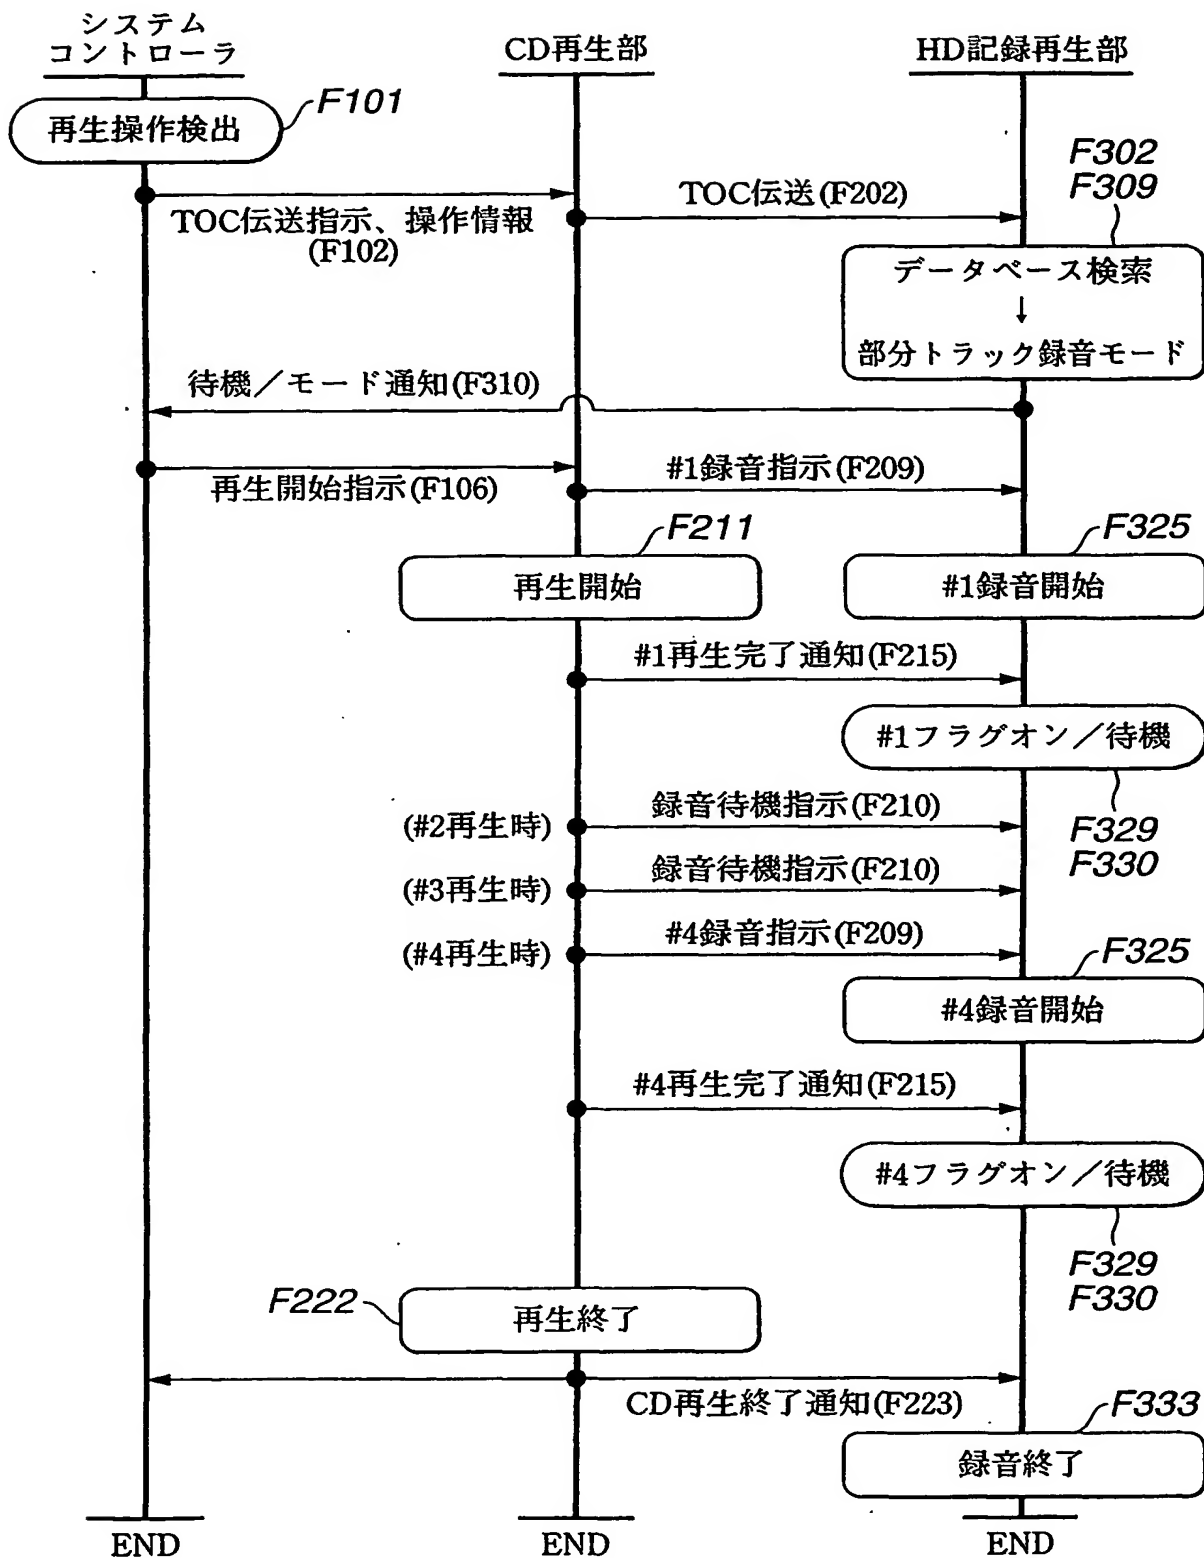 システム
コントローラ
CD再生部
HD記録再生部
再生操作検出
F101
F302
F309
TOC伝送指示、操作情報
(F102)
TOC伝送(F202)
データベース検索
↓
部分トラック録音モード
待機／モード通知(F310)
再生開始指示(F106)
#1録音指示(F209)
F211
F325
再生開始
#1録音開始
#1再生完了通知(F215)
#1フラグオン／待機
F329
F330
(#2再生時)
録音待機指示(F210)
(#3再生時)
録音待機指示(F210)
(#4再生時)
#4録音指示(F209)
F325
#4録音開始
#4再生完了通知(F215)
#4フラグオン／待機
F329
F330
F222
再生終了
CD再生終了通知(F223)
F333
録音終了
END
END
END